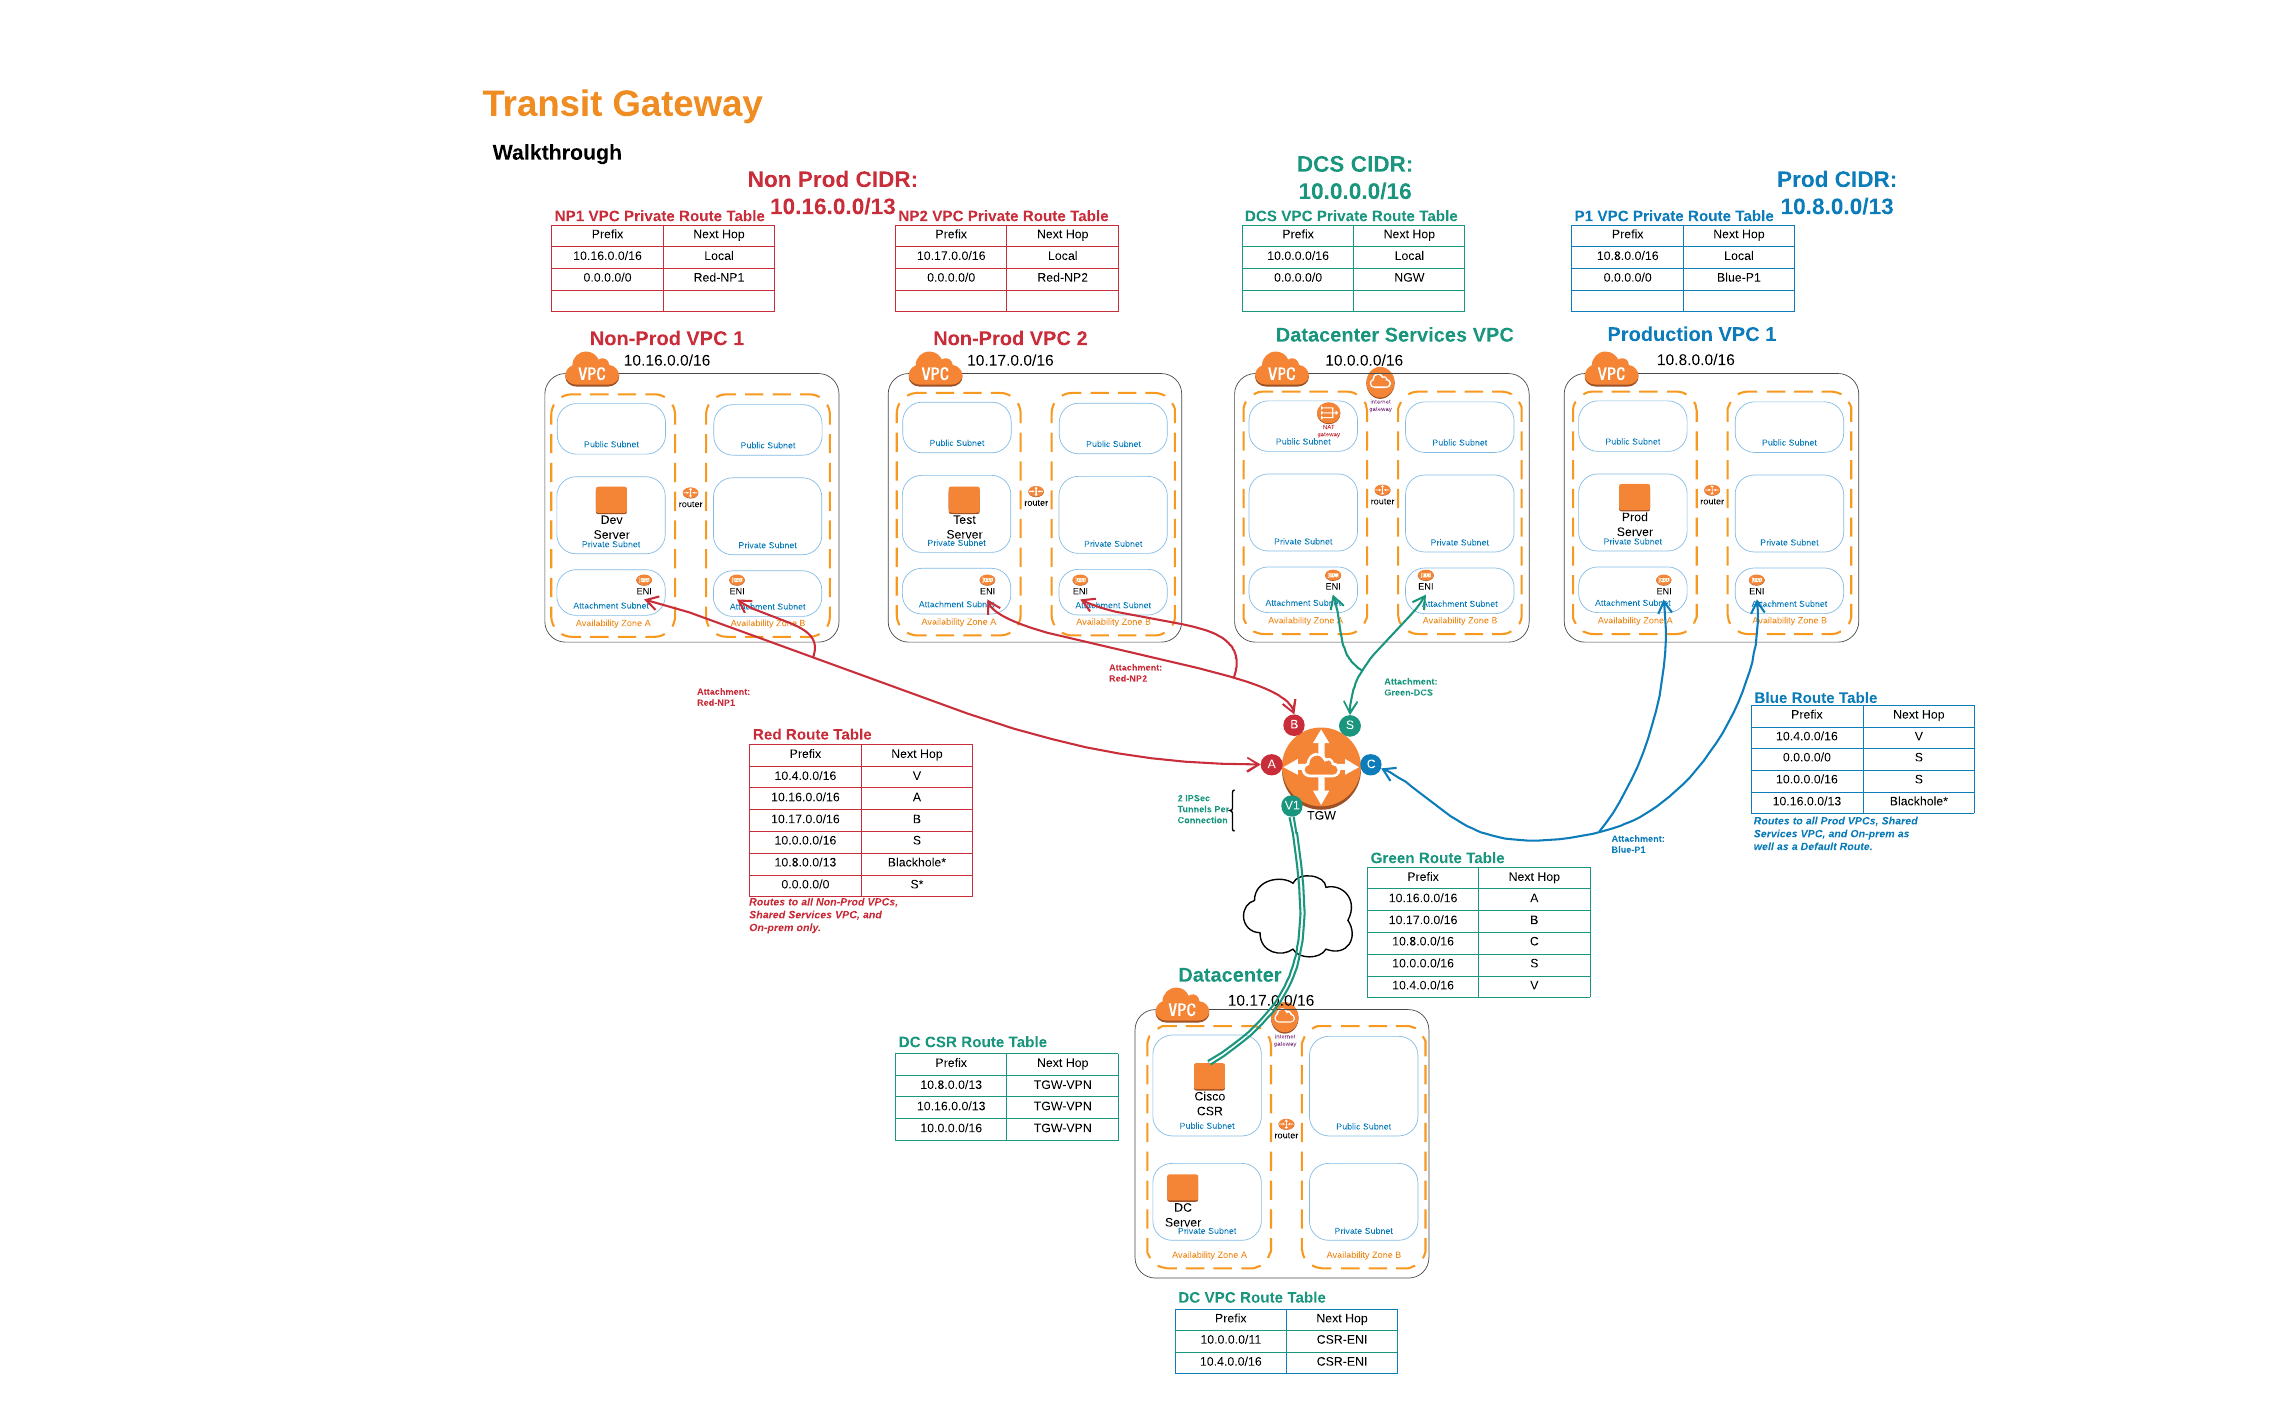 Transit Gateway
Walkthrough
Non Prod CIDR:
10.16.0.0/13
DCS CIDR:
10.0.0.0/16
Prod CIDR:
10.8.0.0/13
NP1 VPC Private Route Table
Prefix Next Hop
10.16.0.0/16 Local
0.0.0.0/0 Red-NP1
NP2 VPC Private Route Table
Prefix Next Hop
10.17.0.0/16 Local
0.0.0.0/0 Red-NP2
DCS VPC Private Route Table
Prefix Next Hop
10.0.0.0/16 Local
0.0.0.0/0 NGW
P1 VPC Private Route Table
Prefix Next Hop
10.8.0.0/16 Local
0.0.0.0/0 Blue-P1
Non-Prod VPC 1
10.16.0.0/16
VPC
Public Subnet
Public Subnet
Dev
Server
Private Subnet
router
Private Subnet
ENI
Attachment Subnet
Availability Zone A
ENI
Attachment Subnet
Availability Zone B
Non-Prod VPC 2
10.17.0.0/16
VPC
Public Subnet
Public Subnet
Test
Server
Private Subnet
router
Private Subnet
ENI
Attachment Subnet
Availability Zone A
ENI
Attachment Subnet
Availability Zone B
Datacenter Services VPC
10.0.0.0/16
VPC
Internet
gateway
NAT
gateway
Public Subnet
Public Subnet
router
Private Subnet
Private Subnet
ENI
Attachment Subnet
Availability Zone A
ENI
Attachment Subnet
Availability Zone B
Production VPC 1
10.8.0.0/16
VPC
Public Subnet
Public Subnet
Prod
Server
Private Subnet
router
Private Subnet
ENI
Attachment Subnet
Availability Zone A
ENI
Attachment Subnet
Availability Zone B
Attachment:
Red-NP1
Attachment:
Red-NP2
Attachment:
Green-DCS
Attachment:
Blue-P1
B
S
A
C
V1
TGW
2 IPSec
Tunnels Per
Connection
Red Route Table
Prefix Next Hop
10.4.0.0/16 V
10.16.0.0/16 A
10.17.0.0/16 B
10.0.0.0/16 S
10.8.0.0/13 Blackhole*
0.0.0.0/0 S*
Routes to all Non-Prod VPCs,
Shared Services VPC, and
On-prem only.
Blue Route Table
Prefix Next Hop
10.4.0.0/16 V
0.0.0.0/0 S
10.0.0.0/16 S
10.16.0.0/13 Blackhole*
Routes to all Prod VPCs, Shared
Services VPC, and On-prem as
well as a Default Route.
Green Route Table
Prefix Next Hop
10.16.0.0/16 A
10.17.0.0/16 B
10.8.0.0/16 C
10.0.0.0/16 S
10.4.0.0/16 V
Datacenter
10.17.0.0/16
VPC
Internet
gateway
Cisco
CSR
Public Subnet
Public Subnet
router
DC
Server
Private Subnet
Private Subnet
Availability Zone A
Availability Zone B
DC CSR Route Table
Prefix Next Hop
10.8.0.0/13 TGW-VPN
10.16.0.0/13 TGW-VPN
10.0.0.0/16 TGW-VPN
DC VPC Route Table
Prefix Next Hop
10.0.0.0/11 CSR-ENI
10.4.0.0/16 CSR-ENI